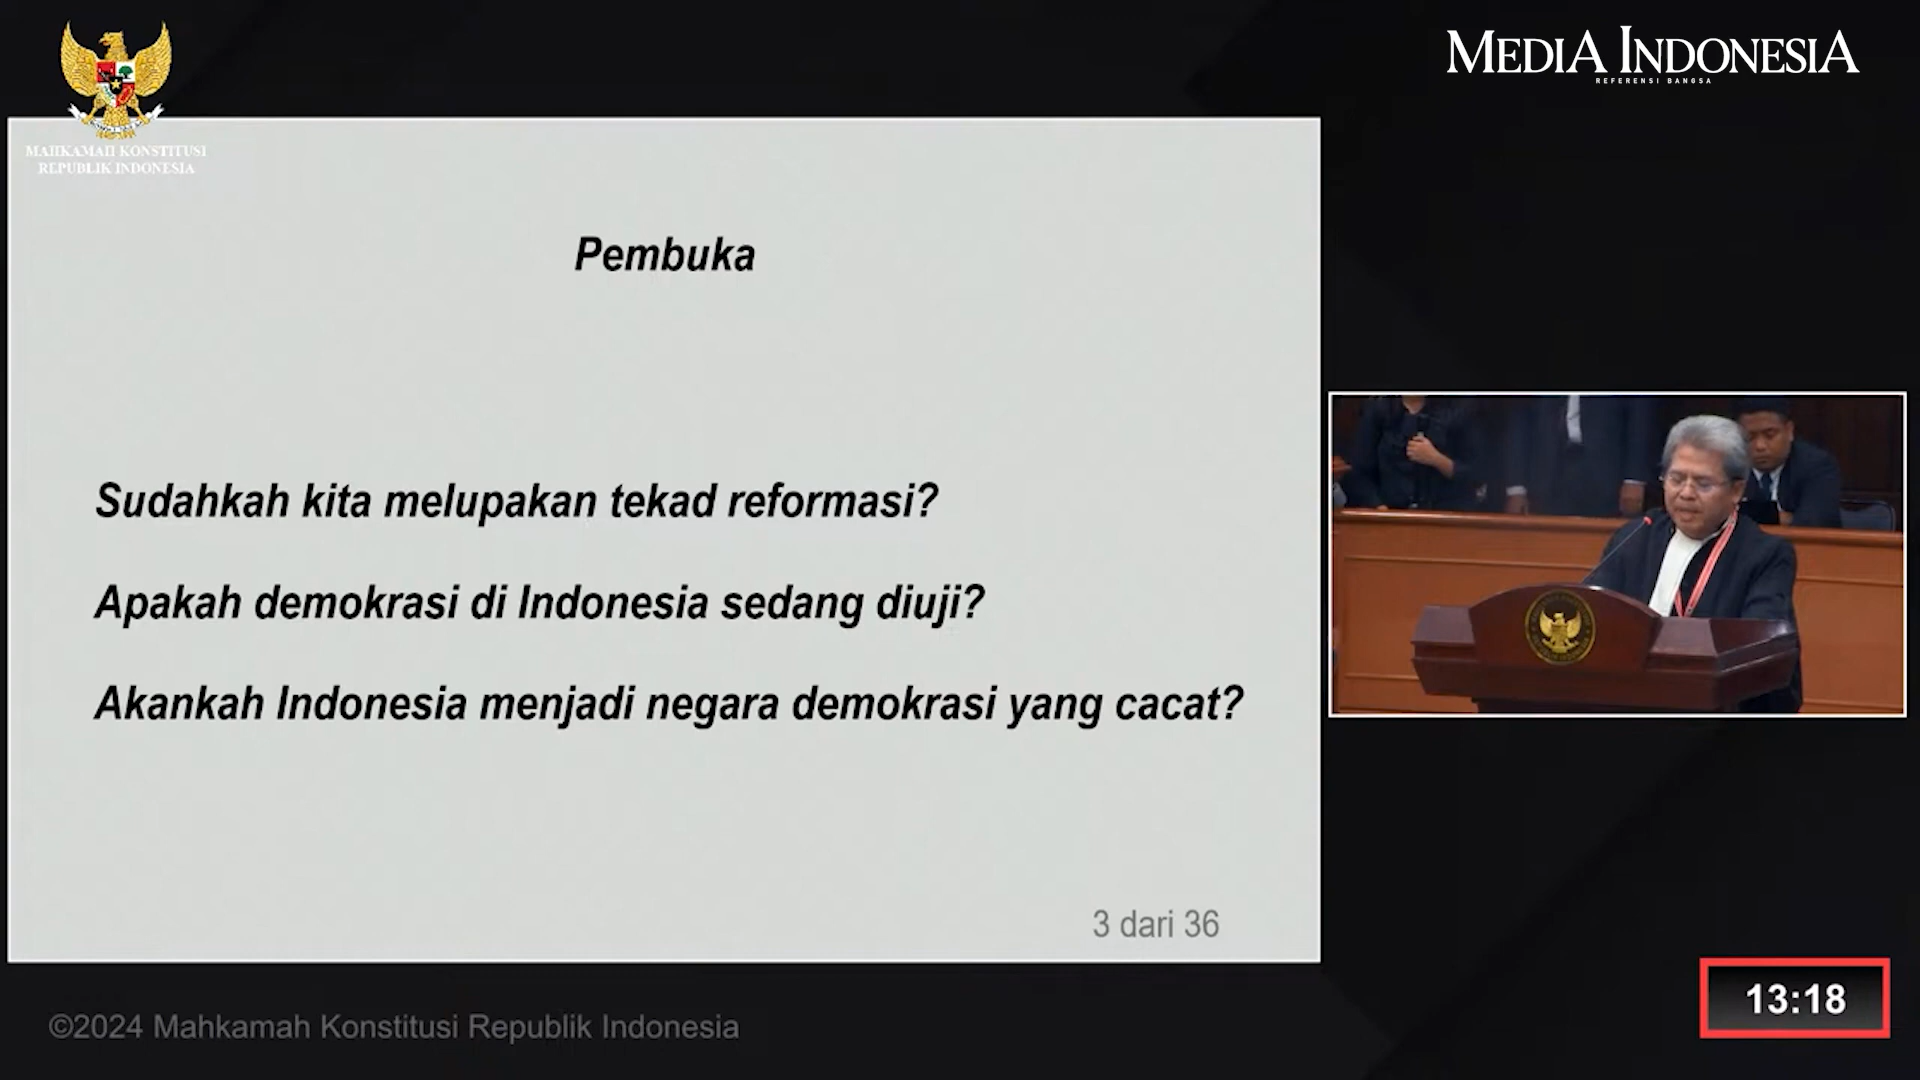 MEDIA INDONESIA
REFERENSI BANGSA
MAHKAMAH KONSTITUSI
REPUBLIK INDONESIA
Pembuka
Sudahkah kita melupakan tekad reformasi?
Apakah demokrasi di Indonesia sedang diuji?
Akankah Indonesia menjadi negara demokrasi yang cacat?
3 dari 36
13:18
©2024 Mahkamah Konstitusi Republik Indonesia